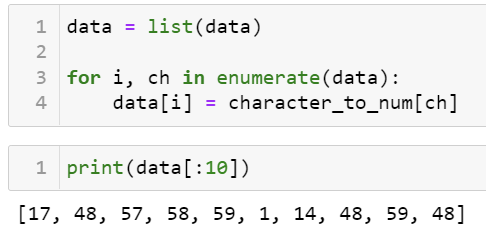 1 data = list(data)
2
3 for i, ch in enumerate(data):
4     data[i] = character_to_num[ch]
1 print(data[:10])
[17, 48, 57, 58, 59, 1, 14, 48, 59, 48]